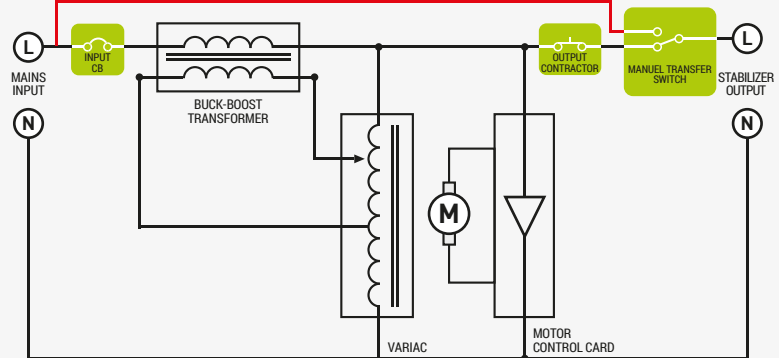 L
MAINS
INPUT
N
INPUT
CB
BUCK-BOOST
TRANSFORMER
OUTPUT
CONTRACTOR
MANUEL TRANSFER
SWITCH
L
STABILIZER
OUTPUT
N
M
VARIAC
MOTOR
CONTROL CARD